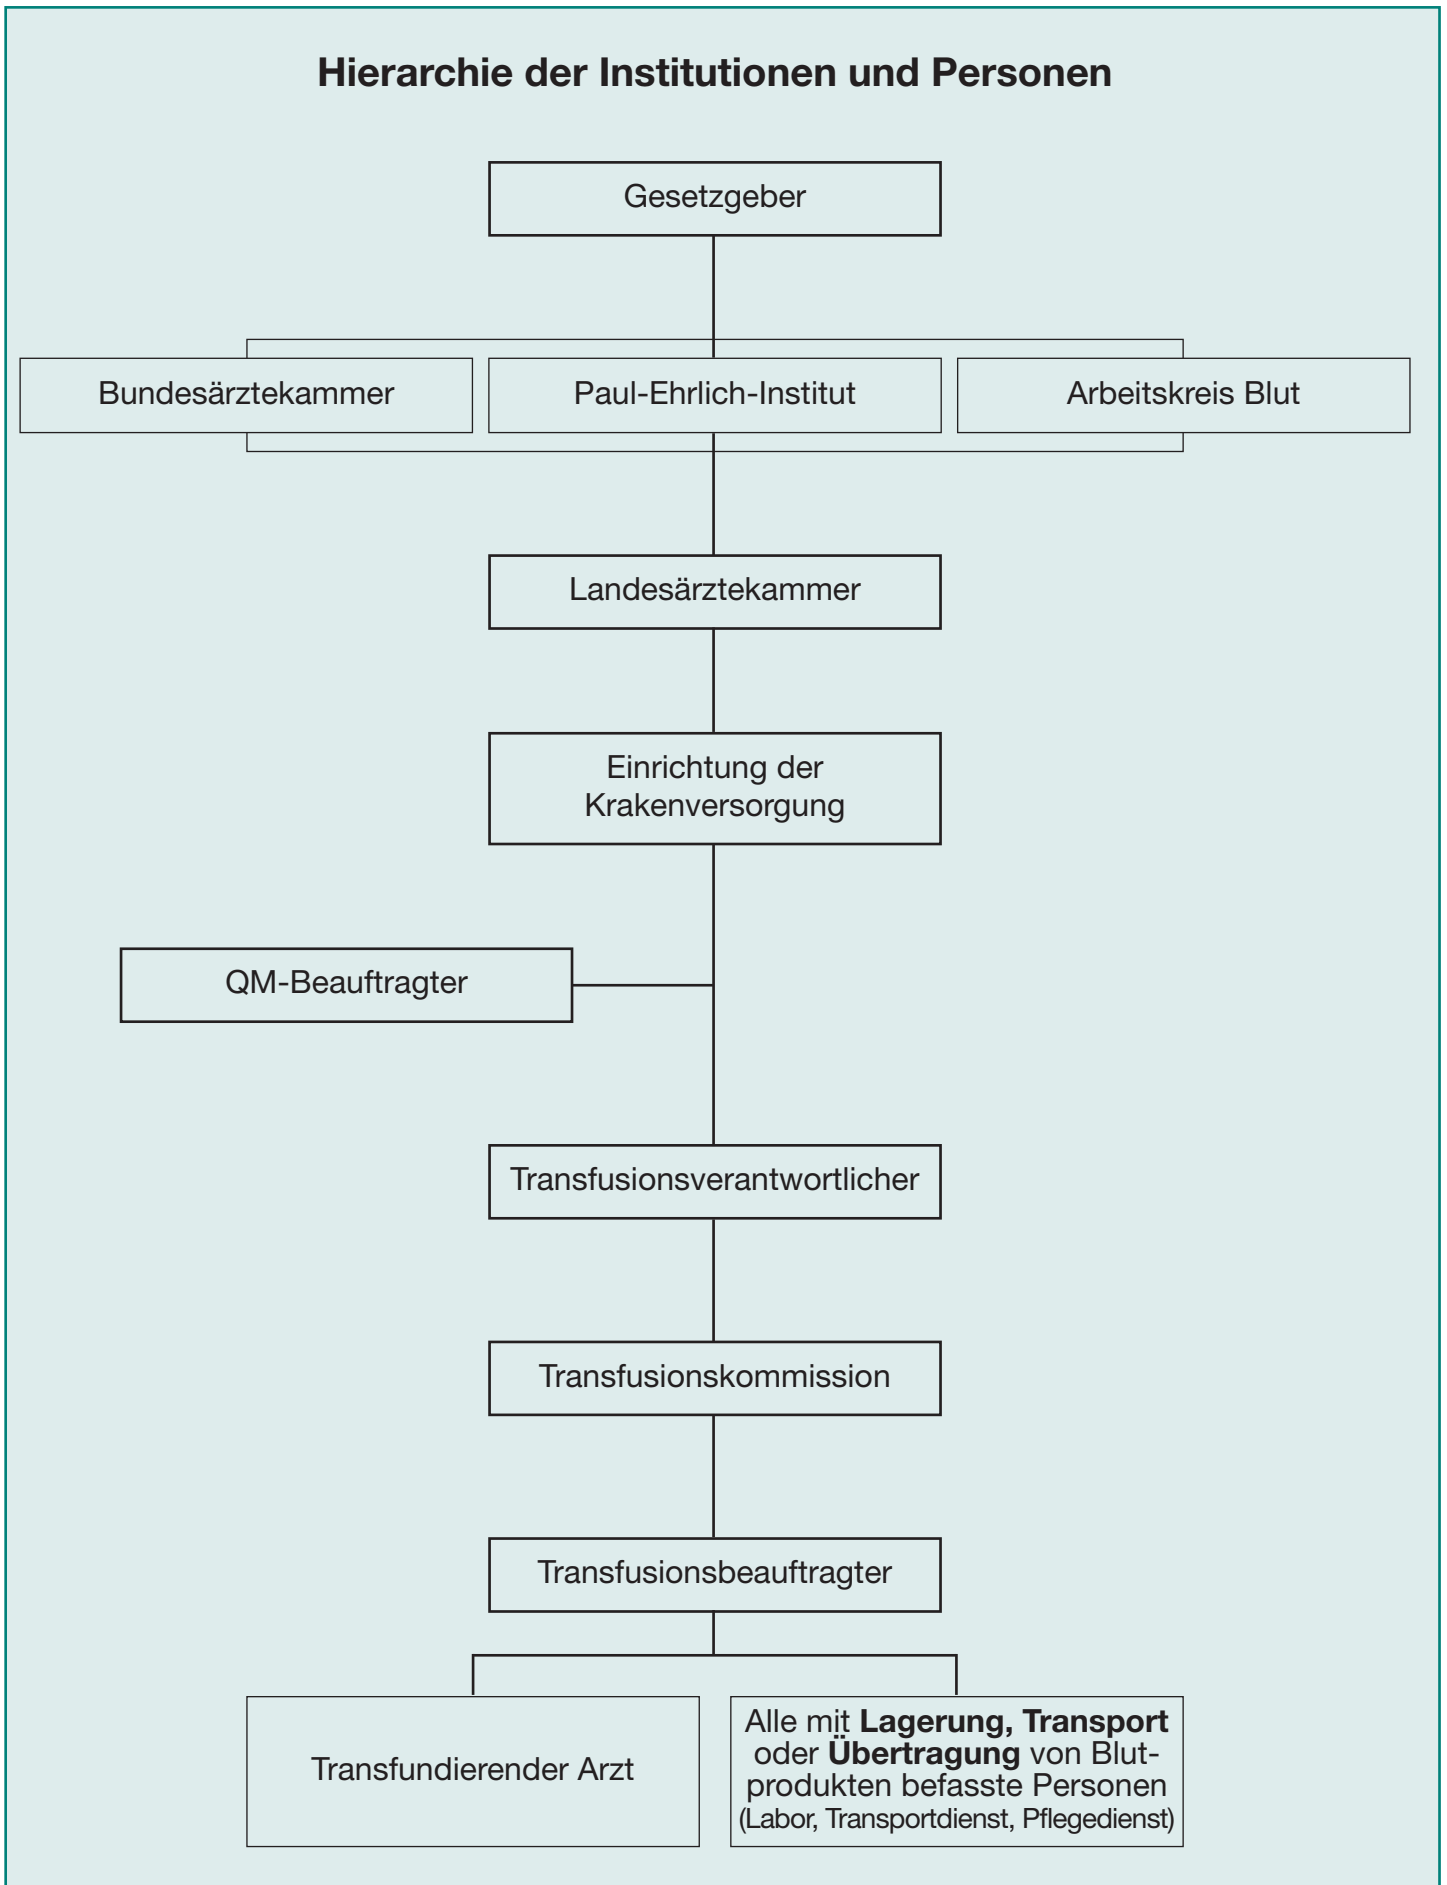 Hierarchie der Institutionen und Personen
Gesetzgeber
Bundesärztekammer
Paul-Ehrlich-Institut
Arbeitskreis Blut
Landesärztekammer
Einrichtung der
Krakenversorgung
QM-Beauftragter
Transfusionsverantwortlicher
Transfusionskommission
Transfusionsbeauftragter
Transfundierender Arzt
Alle mit Lagerung, Transport
oder Übertragung von Blut-
produkten befasste Personen
(Labor, Transportdienst, Pflegedienst)